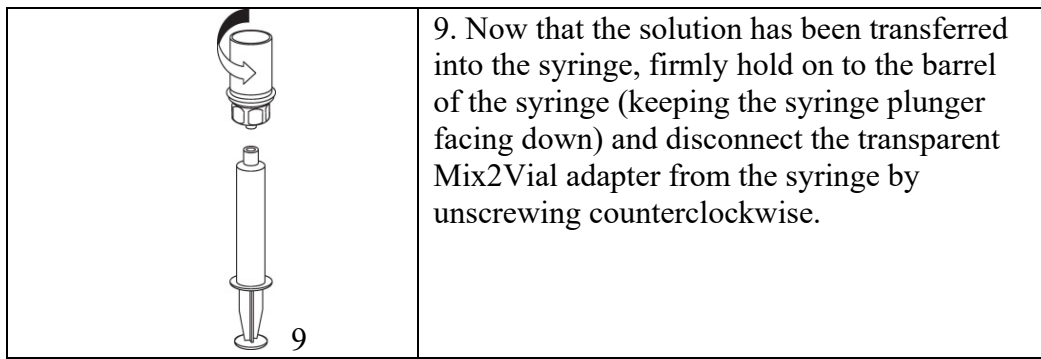 9. Now that the solution has been transferred
into the syringe, firmly hold on to the barrel
of the syringe (keeping the syringe plunger
facing down) and disconnect the transparent
Mix2Vial adapter from the syringe by
unscrewing counterclockwise.
9